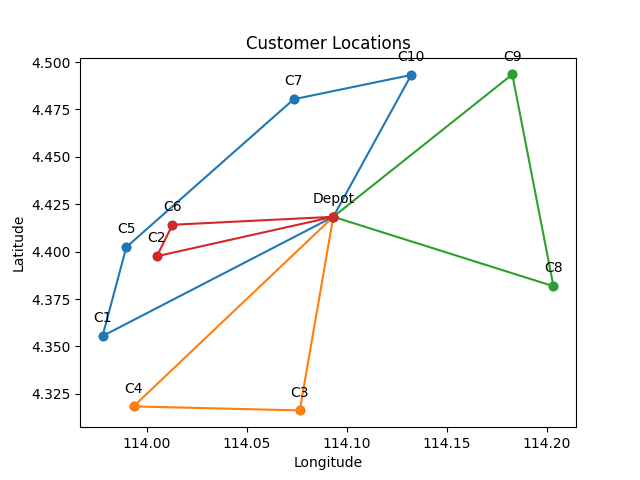 Customer Locations
C10
C9
4.500
C7
4.475
4.450
4.425
Depot
C6
C5
C2
4.400
C8
4.375
C1
4.350
C4
C3
4.325
114.00
114.05
114.10
114.15
114.20
Longitude
Latitude